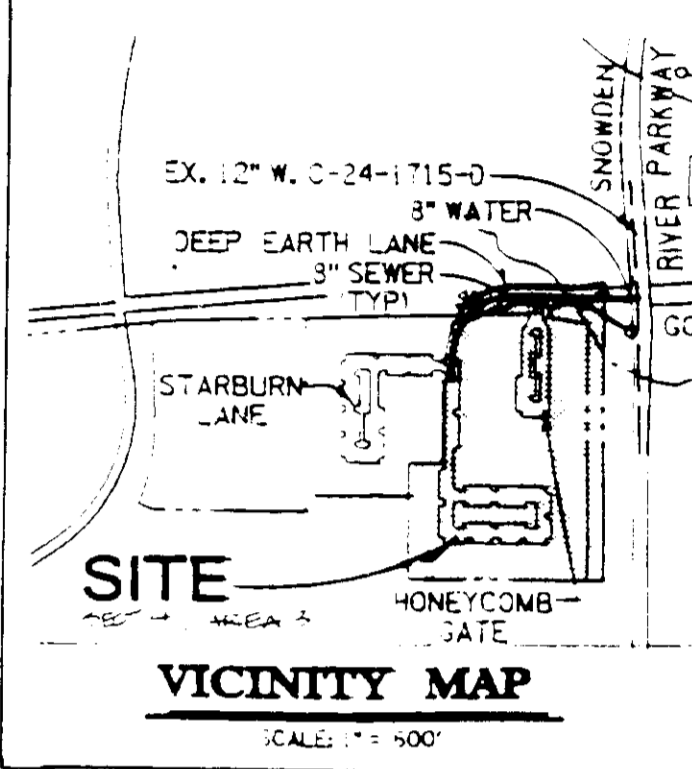 SNOWDEN
RIVER PARKWAY
EX. 12" W. C-24-1715-D
8" WATER
DEEP EARTH LANE
8" SEWER
(TYP)
GO
STARBURN
LANE
SITE
HONEYCOMB
GATE
VICINITY MAP
SCALE: 1" = 600'